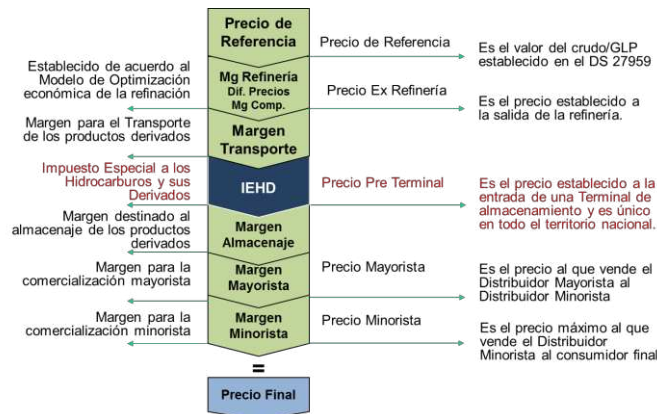 Precio de
Referencia
Precio de Referencia
Es el valor del crudo/GLP
establecido en el DS 27959
Establecido de acuerdo al
Modelo de Optimización
económica de la refinación
Mg Refinería
Dif. Precios
Mg Comp.
Precio Ex Refinería
Es el precio establecido a
la salida de la refinería.
Margen para el Transporte
de los productos derivados
Margen
Transporte
Impuesto Especial a los
Hidrocarburos y sus
Derivados
IEHD
Precio Pre Terminal
Es el precio establecido a la
entrada de una Terminal de
almacenamiento y es único
en todo el territorio nacional.
Margen destinado al
almacenaje de los productos
derivados
Margen
Almacenaje
Margen para la
comercialización mayorista
Margen
Mayorista
Precio Mayorista
Es el precio al que vende el
Distribuidor Mayorista al
Distribuidor Minorista
Margen para la
comercialización minorista
Margen
Minorista
Precio Minorista
Es el precio máximo al que
vende el Distribuidor
Minorista al consumidor final
=
Precio Final